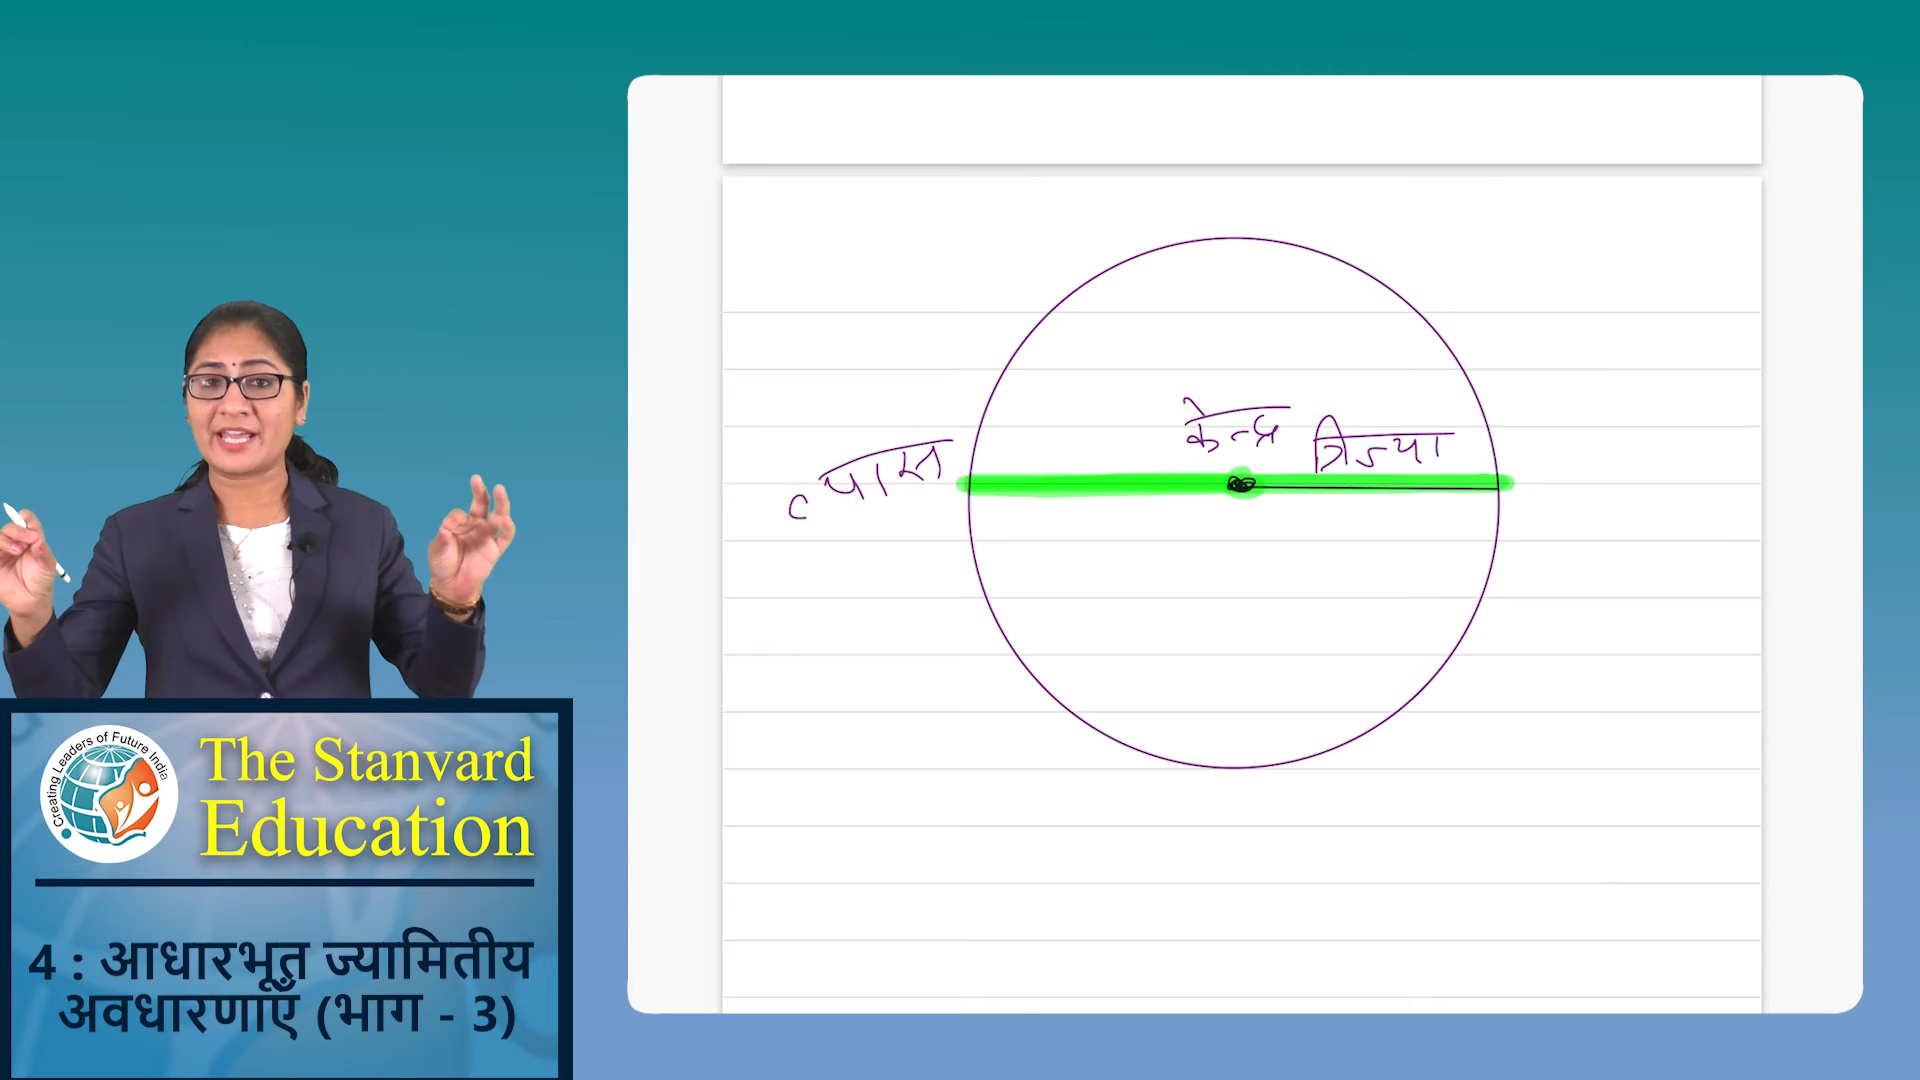 केन्द्र
त्रिज्या
व्यास
Creating Leaders of Future India
The Stanvard
Education
4 : आधारभूत ज्यामितीय
अवधारणाएँ (भाग - 3)